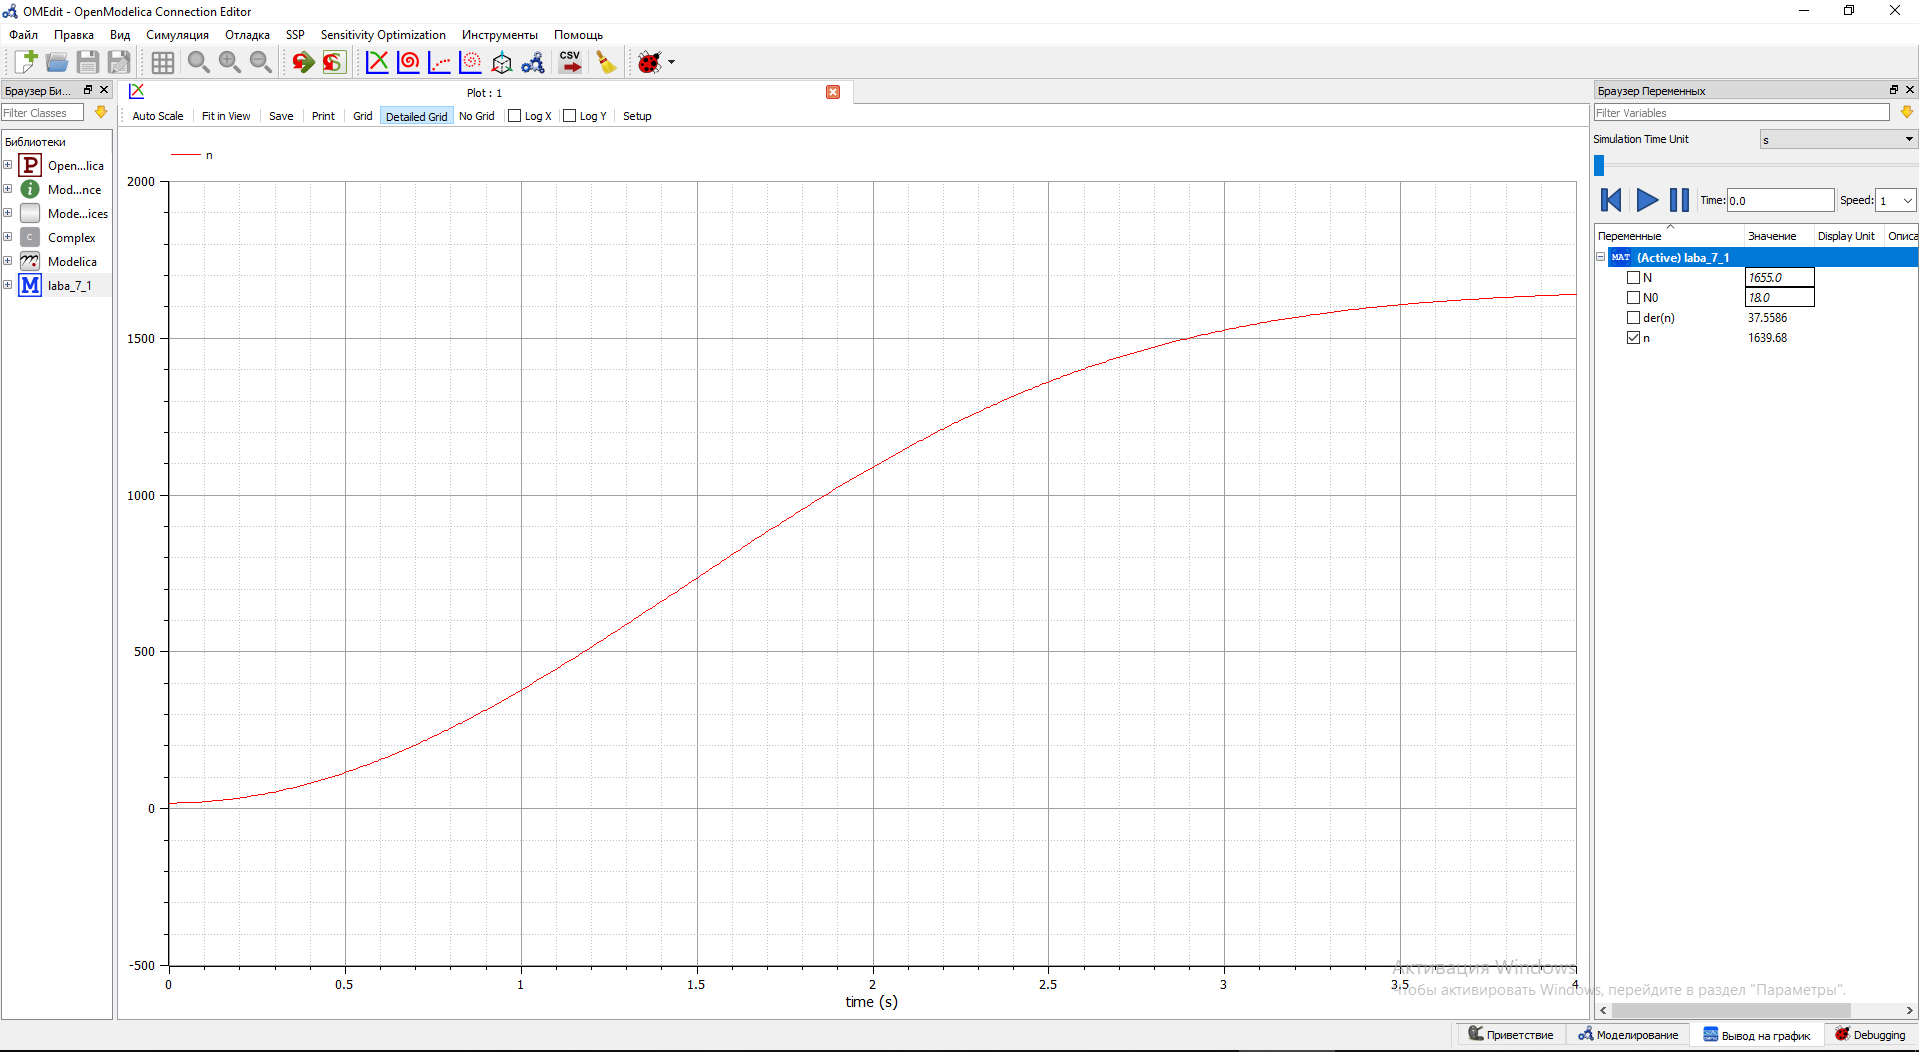 OMEdit - OpenModelica Connection Editor
Файл Правка Вид Симуляция Отладка SSP Sensitivity Optimization Инструменты Помощь
CSV
Браузер Би...
Filter Classes
Библиотеки
P Open...lica
i Mod...nce
Mode...ices
C Complex
Modelica
M laba_7_1
Plot : 1
Auto Scale Fit in View Save Print Grid Detailed Grid No Grid Log X Log Y Setup
n
2000
1500
1000
500
0
-500
0 0.5 1 1.5 2 2.5 3 3.5 4
time (s)
Браузер Переменных
Filter Variables
Simulation Time Unit s
Time: 0.0 Speed: 1
Переменные Значение Display Unit Описа
MAT (Active) laba_7_1
N 1655.0
N0 18.0
der(n) 37.5586
n 1639.68
Активация Windows
Чтобы активировать Windows, перейдите в раздел "Параметры".
Приветствие Моделирование Вывод на график Debugging